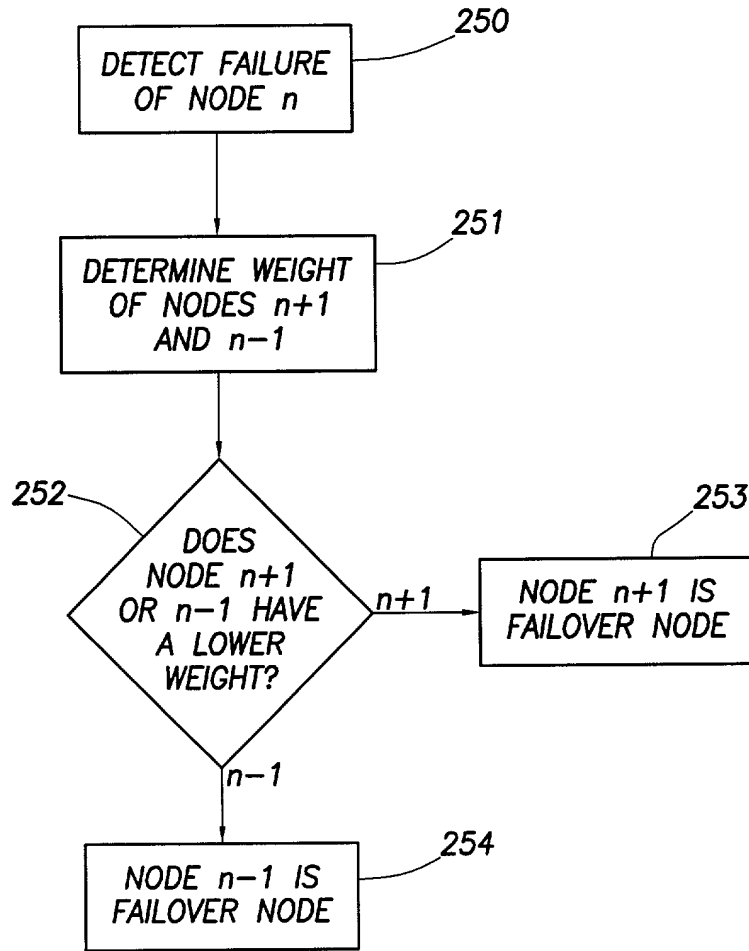 250
DETECT FAILURE
OF NODE n
251
DETERMINE WEIGHT
OF NODES n+1
AND n−1
252
DOES
NODE n+1
OR n−1 HAVE
A LOWER
WEIGHT?
n+1
253
NODE n+1 IS
FAILOVER NODE
n−1
254
NODE n−1 IS
FAILOVER NODE